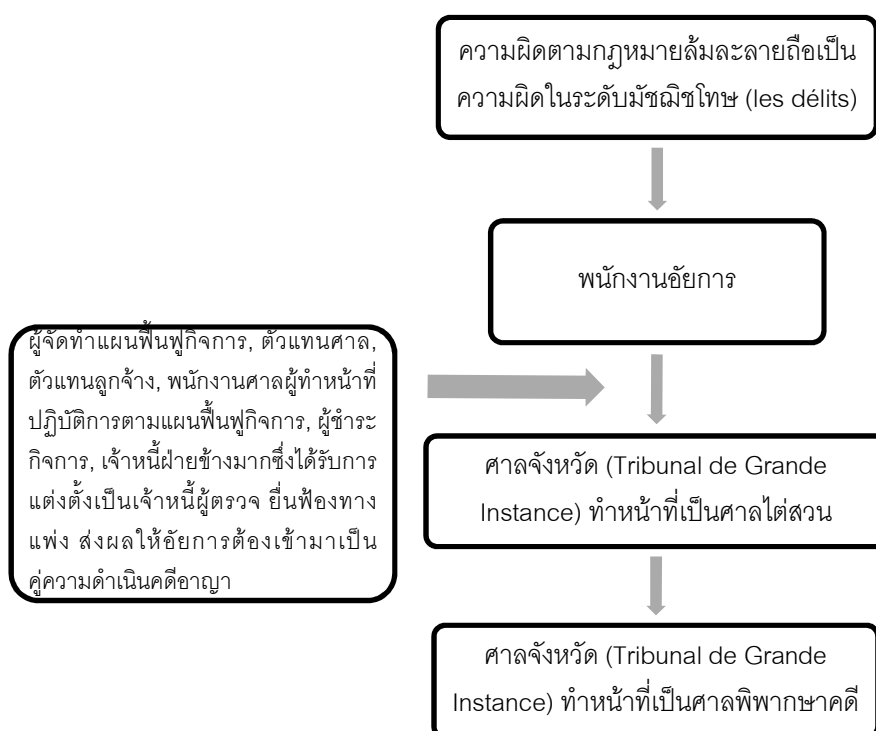 ความผิดตามกฎหมายล้มละลายถือเป็น
ความผิดในระดับมัชฌิชโทษ (les délits)
พนักงานอัยการ
ผู้จัดทำแผนฟื้นฟูกิจการ, ตัวแทนศาล,
ตัวแทนลูกจ้าง, พนักงานศาลผู้ทำหน้าที่
ปฏิบัติการตามแผนฟื้นฟูกิจการ, ผู้ชำระ
กิจการ, เจ้าหนี้ฝ่ายข้างมากซึ่งได้รับการ
แต่งตั้งเป็นเจ้าหนี้ผู้ตรวจ ยื่นฟ้องทาง
แพ่ง ส่งผลให้อัยการต้องเข้ามาเป็น
คู่ความดำเนินคดีอาญา
ศาลจังหวัด (Tribunal de Grande
Instance) ทำหน้าที่เป็นศาลไต่สวน
ศาลจังหวัด (Tribunal de Grande
Instance) ทำหน้าที่เป็นศาลพิพากษาคดี